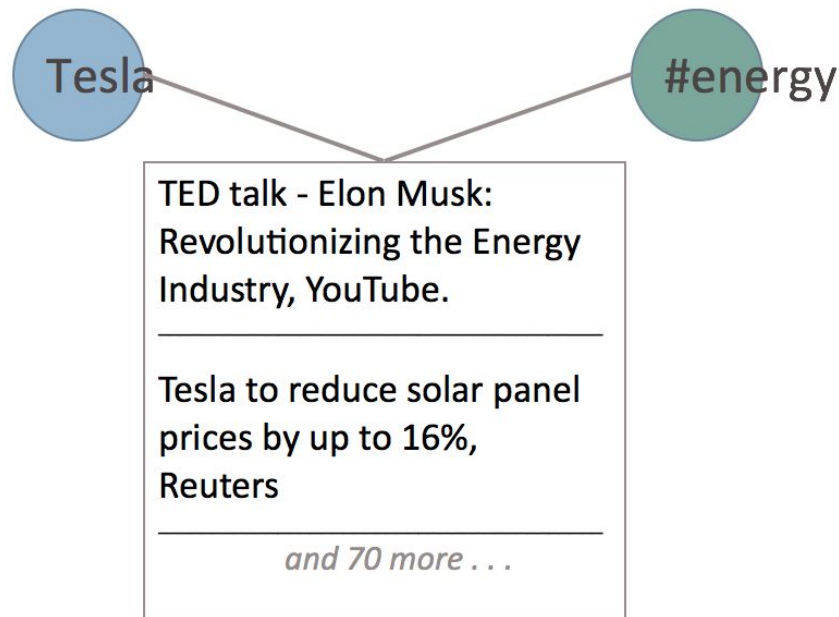 Tesla
#energy
TED talk - Elon Musk:
Revolutionizing the Energy
Industry, YouTube.
Tesla to reduce solar panel
prices by up to 16%,
Reuters
and 70 more . . .